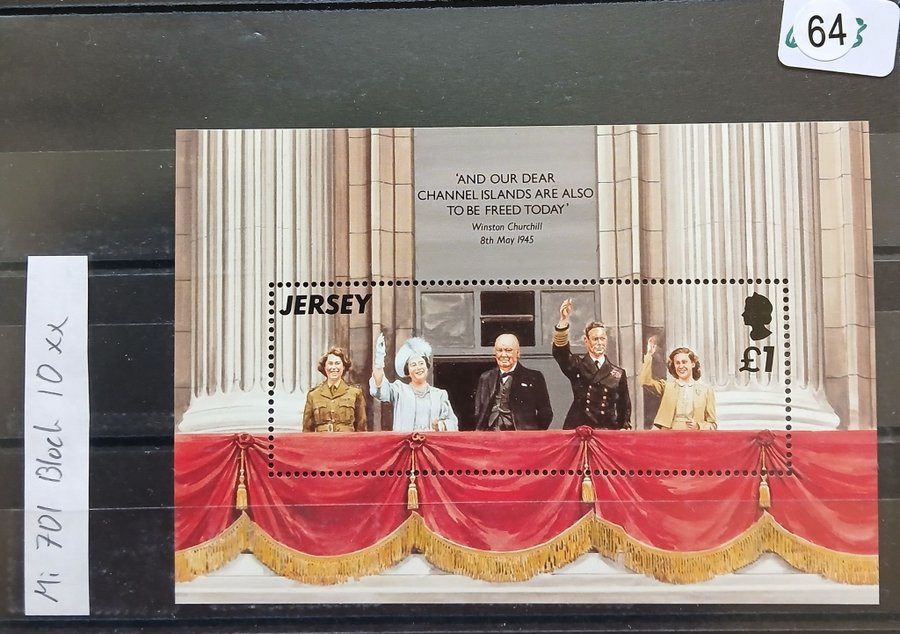 64
'AND OUR DEAR
CHANNEL ISLANDS ARE ALSO
TO BE FREED TODAY'
Winston Churchill
8th May 1945
JERSEY
£1
Mi 701 Block 10 xx